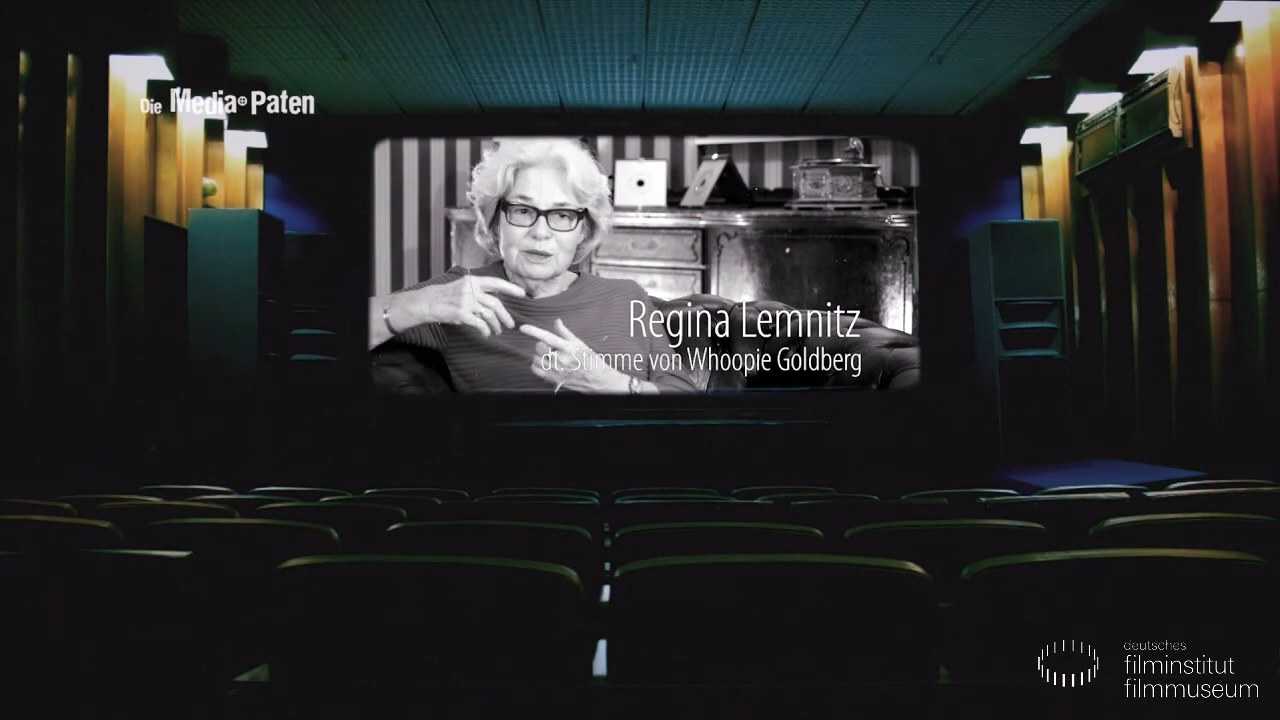 Die Media Paten
Regina Lemnitz
dt. Stimme von Whoopie Goldberg
deutsches
filminstitut
filmmuseum